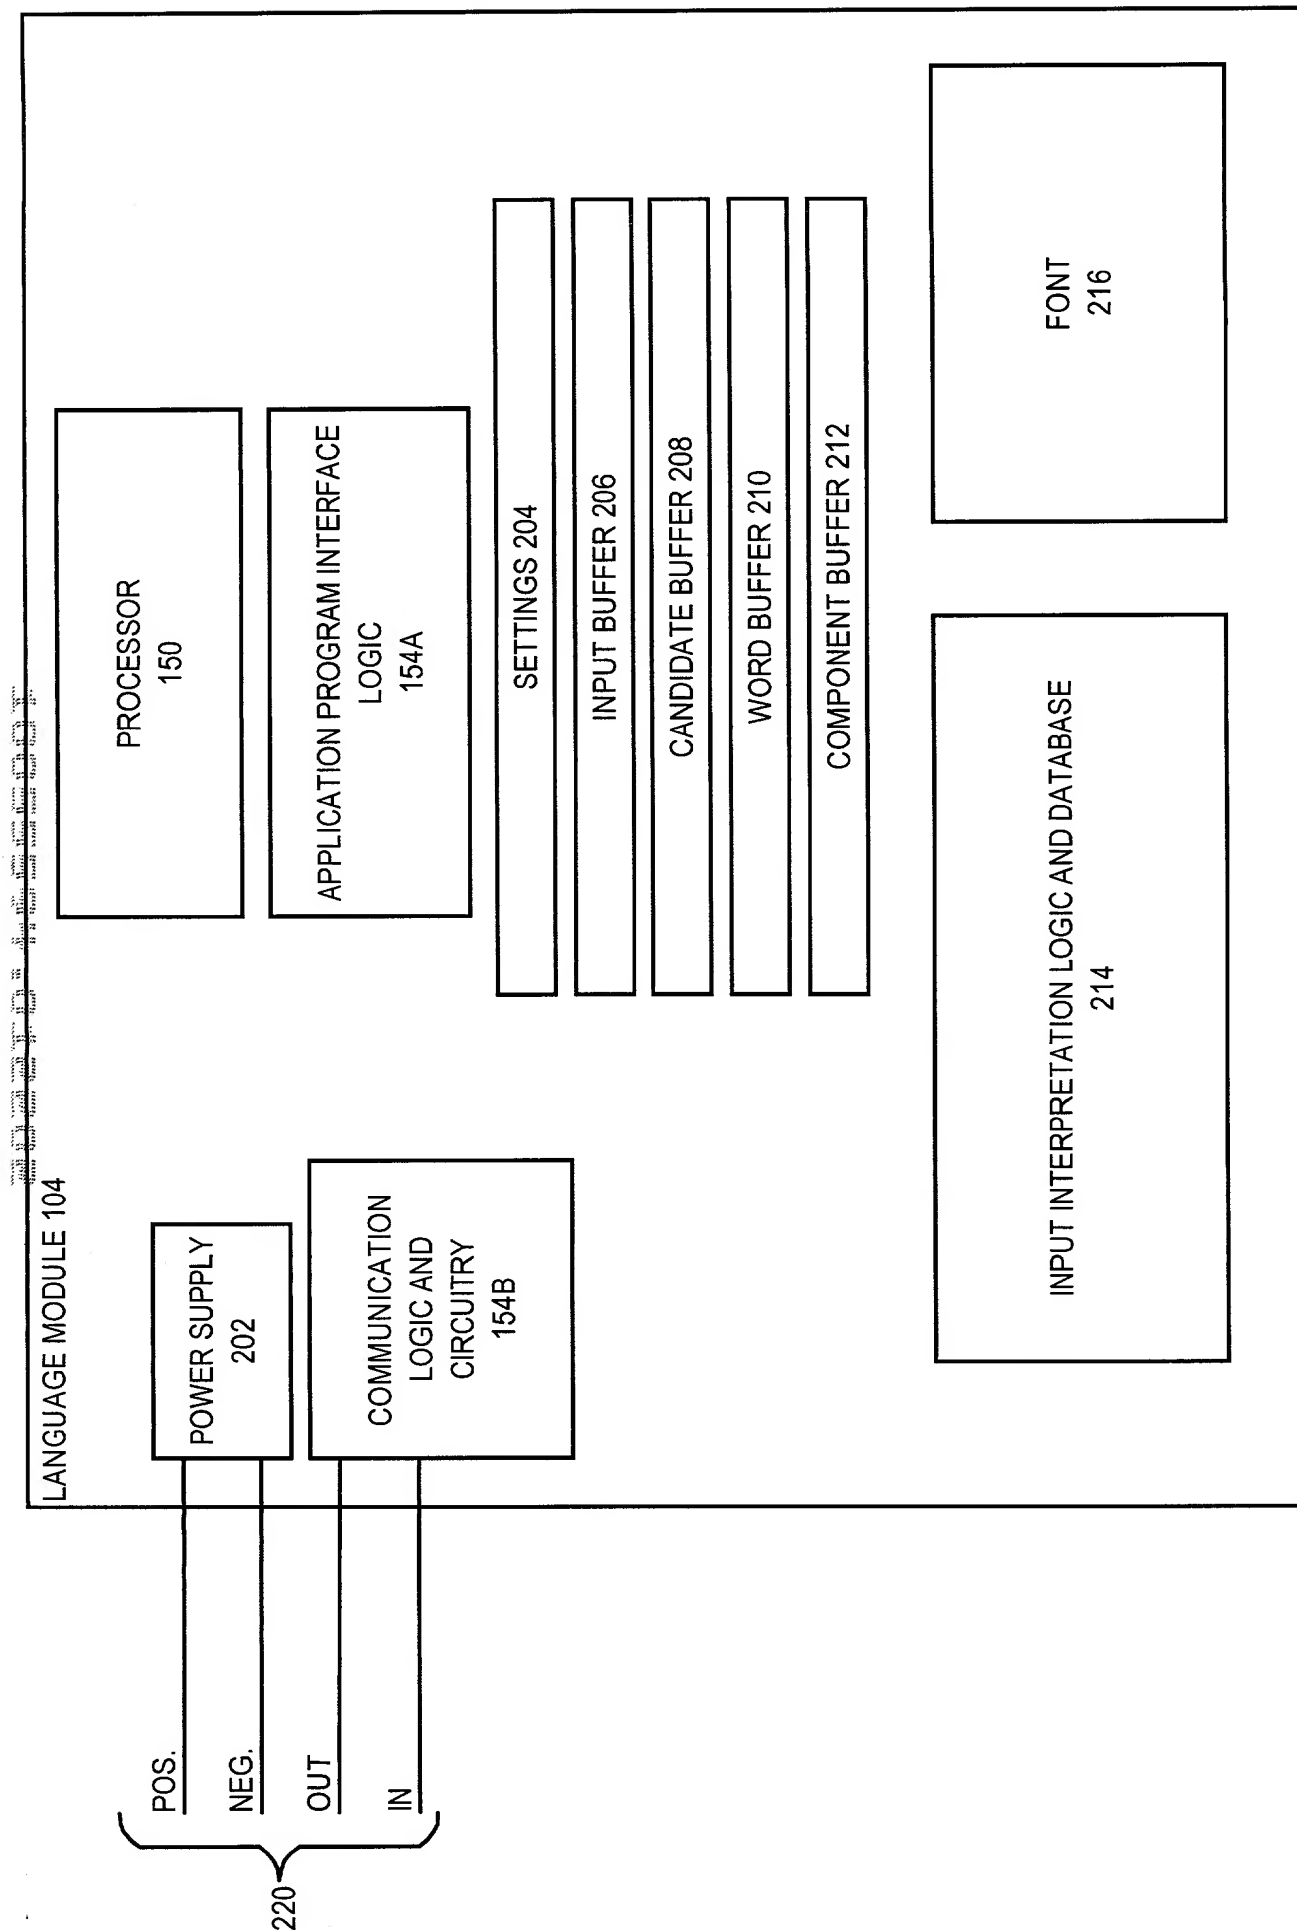 LANGUAGE MODULE 104
POS.
NEG.
OUT
IN
220
POWER SUPPLY
202
COMMUNICATION
LOGIC AND
CIRCUITRY
154B
PROCESSOR
150
APPLICATION PROGRAM INTERFACE
LOGIC
154A
SETTINGS 204
INPUT BUFFER 206
CANDIDATE BUFFER 208
WORD BUFFER 210
COMPONENT BUFFER 212
INPUT INTERPRETATION LOGIC AND DATABASE
214
FONT
216